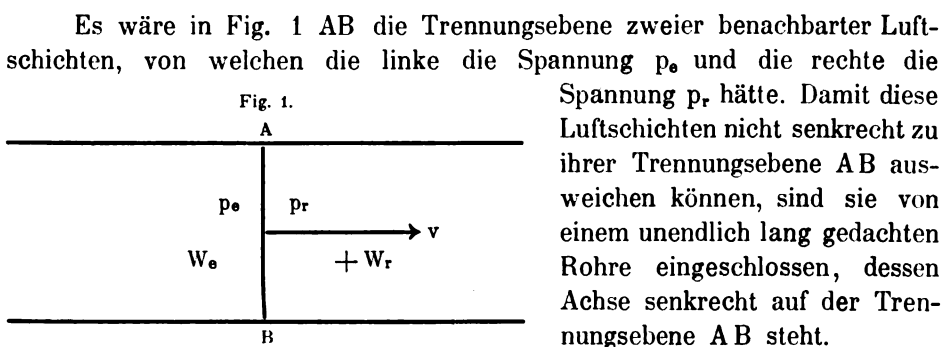 Es wäre in Fig. 1 AB die Trennungsebene zweier benachbarter Luft-
schichten, von welchen die linke die Spannung pₑ und die rechte die
Spannung pᵣ hätte. Damit diese
Luftschichten nicht senkrecht zu
ihrer Trennungsebene AB aus-
weichen können, sind sie von
einem unendlich lang gedachten
Rohre eingeschlossen, dessen
Achse senkrecht auf der Tren-
nungsebene AB steht.
Fig. 1.
A
pₑ pᵣ
v
Wₑ + Wᵣ
B